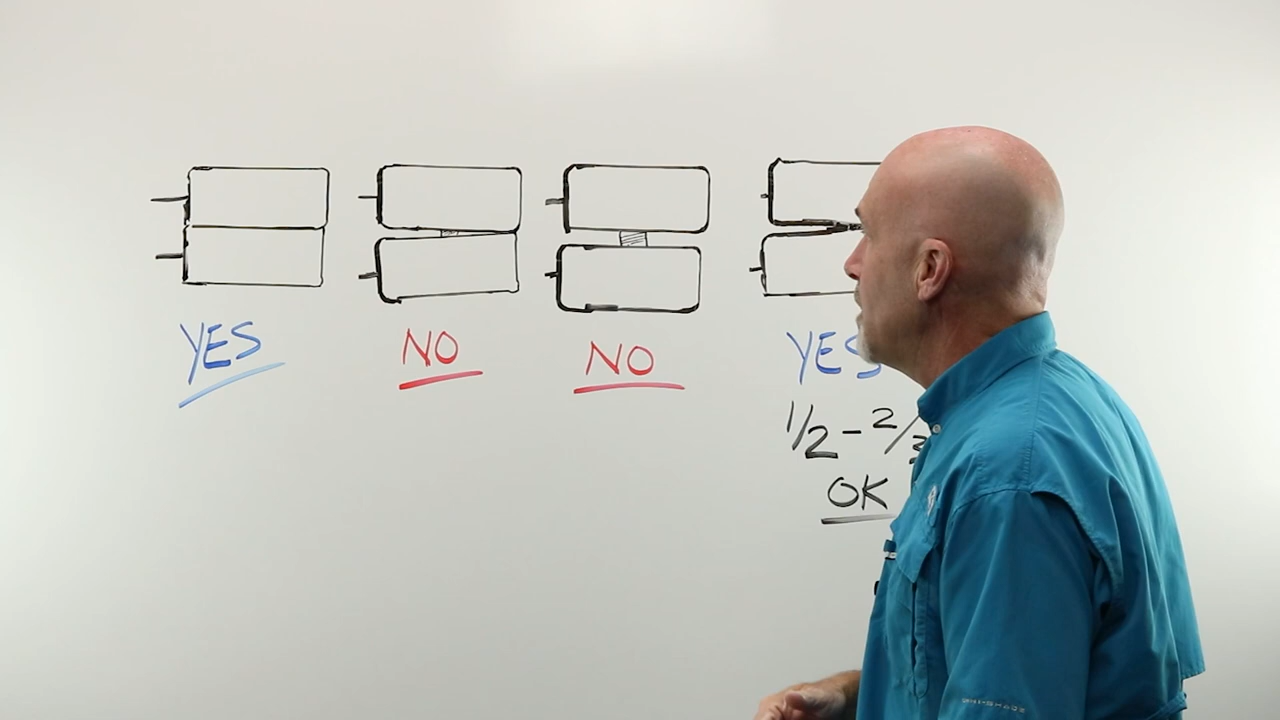 YES
NO
NO
YES
1/2 - 2/3
OK